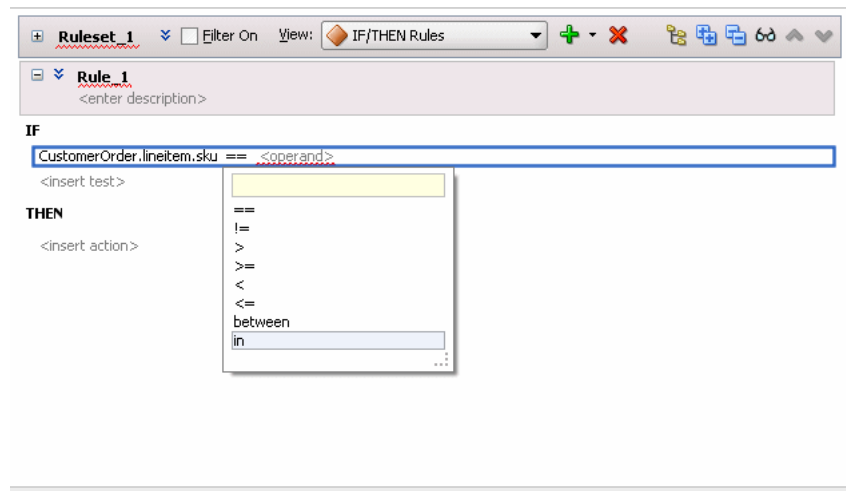 Ruleset_1 Filter On View: IF/THEN Rules
Rule_1
<enter description>
IF
CustomerOrder.lineitem.sku == <operand>
<insert test>
==
THEN
!=
<insert action>
>
>=
<
<=
between
in